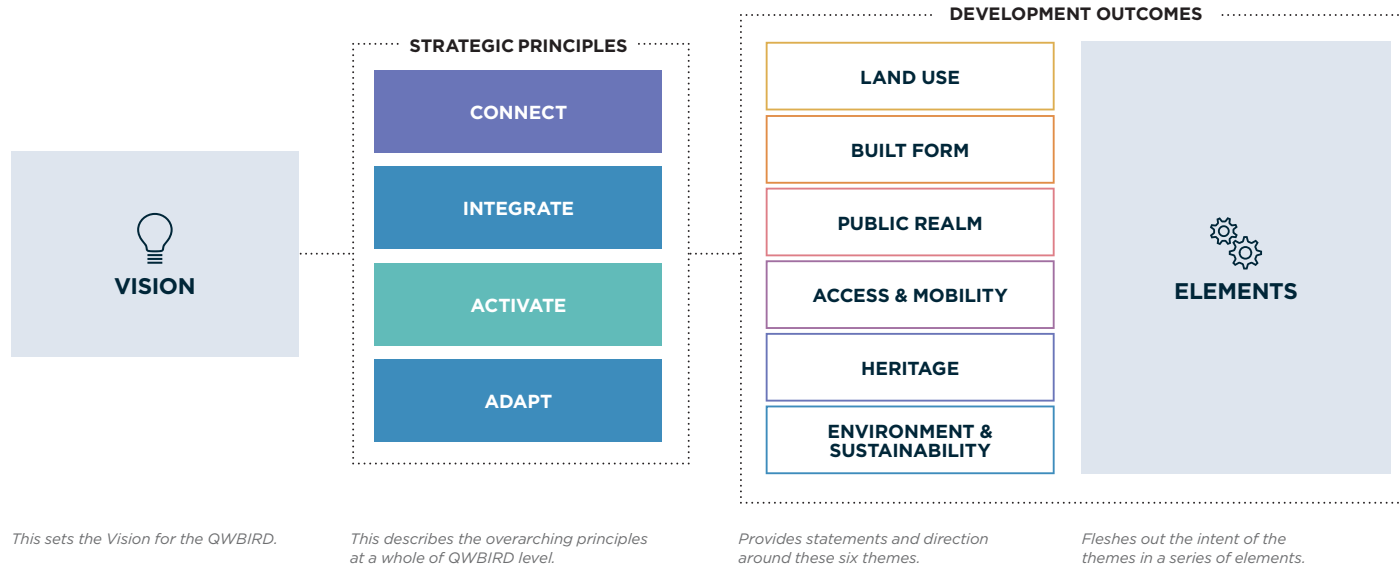 VISION
STRATEGIC PRINCIPLES
CONNECT
INTEGRATE
ACTIVATE
ADAPT
DEVELOPMENT OUTCOMES
LAND USE
BUILT FORM
PUBLIC REALM
ACCESS & MOBILITY
HERITAGE
ENVIRONMENT &
SUSTAINABILITY
ELEMENTS
This sets the Vision for the QWBIRD.
This describes the overarching principles
at a whole of QWBIRD level.
Provides statements and direction
around these six themes.
Fleshes out the intent of the
themes in a series of elements.